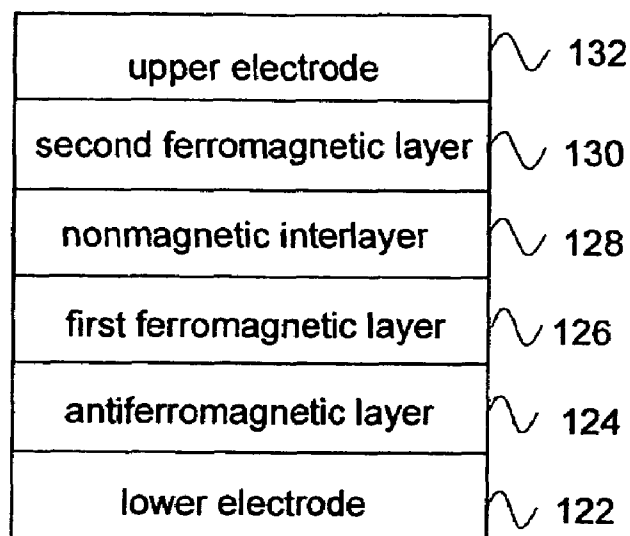 upper electrode 132
second ferromagnetic layer 130
nonmagnetic interlayer 128
first ferromagnetic layer 126
antiferromagnetic layer 124
lower electrode 122